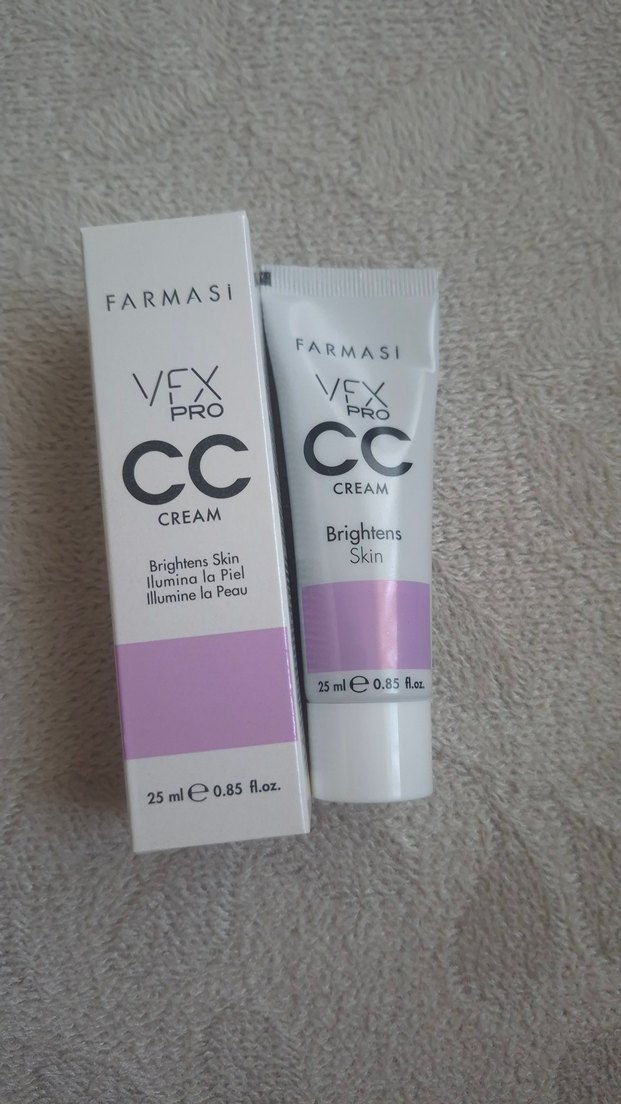 FARMASi
VFX
PRO
CC
CREAM
Brightens Skin
Ilumina la Piel
Illumine la Peau
25 ml ℮ 0.85 fl.oz.
FARMASi
VFX
PRO
CC
CREAM
Brightens
Skin
25 ml ℮ 0.85 fl.oz.